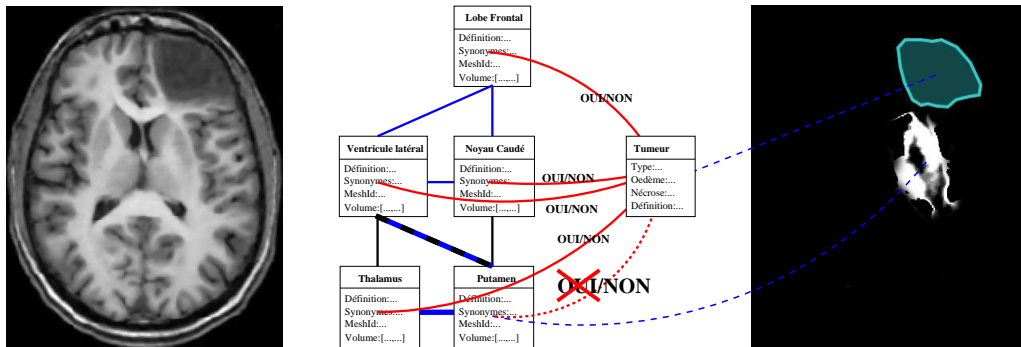 Lobe Frontal
Définition:...
Synonymes:...
MeshId:...
Volume:[...,...]
OUI/NON
Ventricule latéral
Définition:...
Synonymes:...
MeshId:...
Volume:[...,...]
Noyau Caudé
Définition:...
Synonymes:...
MeshId:...
Volume:[...,...]
OUI/NON
OUI/NON
OUI/NON
Tumeur
Type:...
Oedème:...
Nécrose:...
Définition:...
Thalamus
Définition:...
Synonymes:...
MeshId:...
Volume:[...,...]
Putamen
Définition:...
Synonymes:...
MeshId:...
Volume:[...,...]
OUI/NON